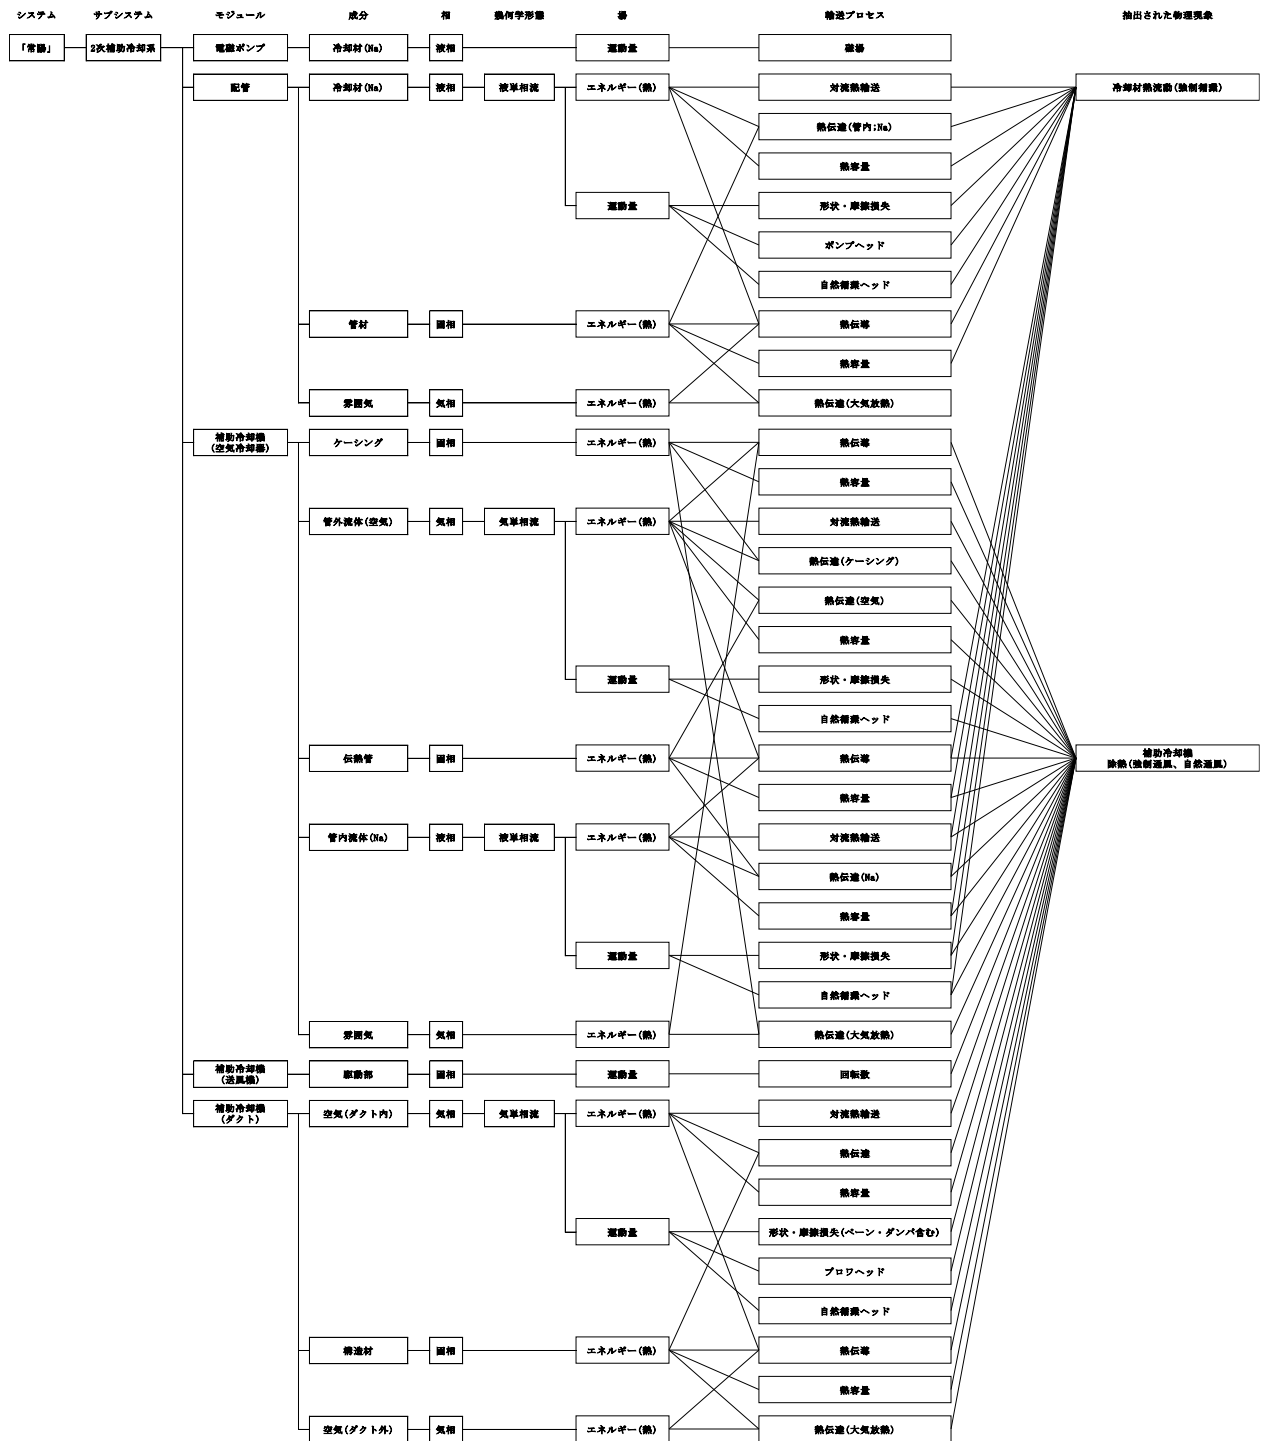 システム サブシステム モジュール 成分 相 幾何学形態 場 輸送プロセス 抽出された物理現象
「常陽」 2次補助冷却系 電磁ポンプ 冷却材(Na) 液相 運動量 磁場
配管 冷却材(Na) 液相 液単相流 エネルギー(熱) 対流熱輸送 冷却材熱流動(強制循環)
熱伝達(管内;Na)
熱容量
運動量 形状・摩擦損失
ポンプヘッド
自然循環ヘッド
管材 固相 エネルギー(熱) 熱伝導
熱容量
雰囲気 気相 エネルギー(熱) 熱伝達(大気放熱)
補助冷却機
(空気冷却器)
ケーシング 固相 エネルギー(熱) 熱伝導
熱容量
管外流体(空気) 気相 気単相流 エネルギー(熱) 対流熱輸送
熱伝達(ケーシング)
熱伝達(空気)
熱容量
運動量 形状・摩擦損失
自然循環ヘッド
伝熱管 固相 エネルギー(熱) 熱伝導
補助冷却機
除熱(強制通風、自然通風)
熱容量
管内流体(Na) 液相 液単相流 エネルギー(熱) 対流熱輸送
熱伝達(Na)
熱容量
運動量 形状・摩擦損失
自然循環ヘッド
雰囲気 気相 エネルギー(熱) 熱伝達(大気放熱)
補助冷却機
(送風機)
駆動部 固相 運動量 回転数
補助冷却機
(ダクト)
空気(ダクト内) 気相 気単相流 エネルギー(熱) 対流熱輸送
熱伝達
熱容量
運動量 形状・摩擦損失(ベーン・ダンパ含む)
ブロワヘッド
自然循環ヘッド
構造材 固相 エネルギー(熱) 熱伝導
熱容量
空気(ダクト外) 気相 エネルギー(熱) 熱伝達(大気放熱)